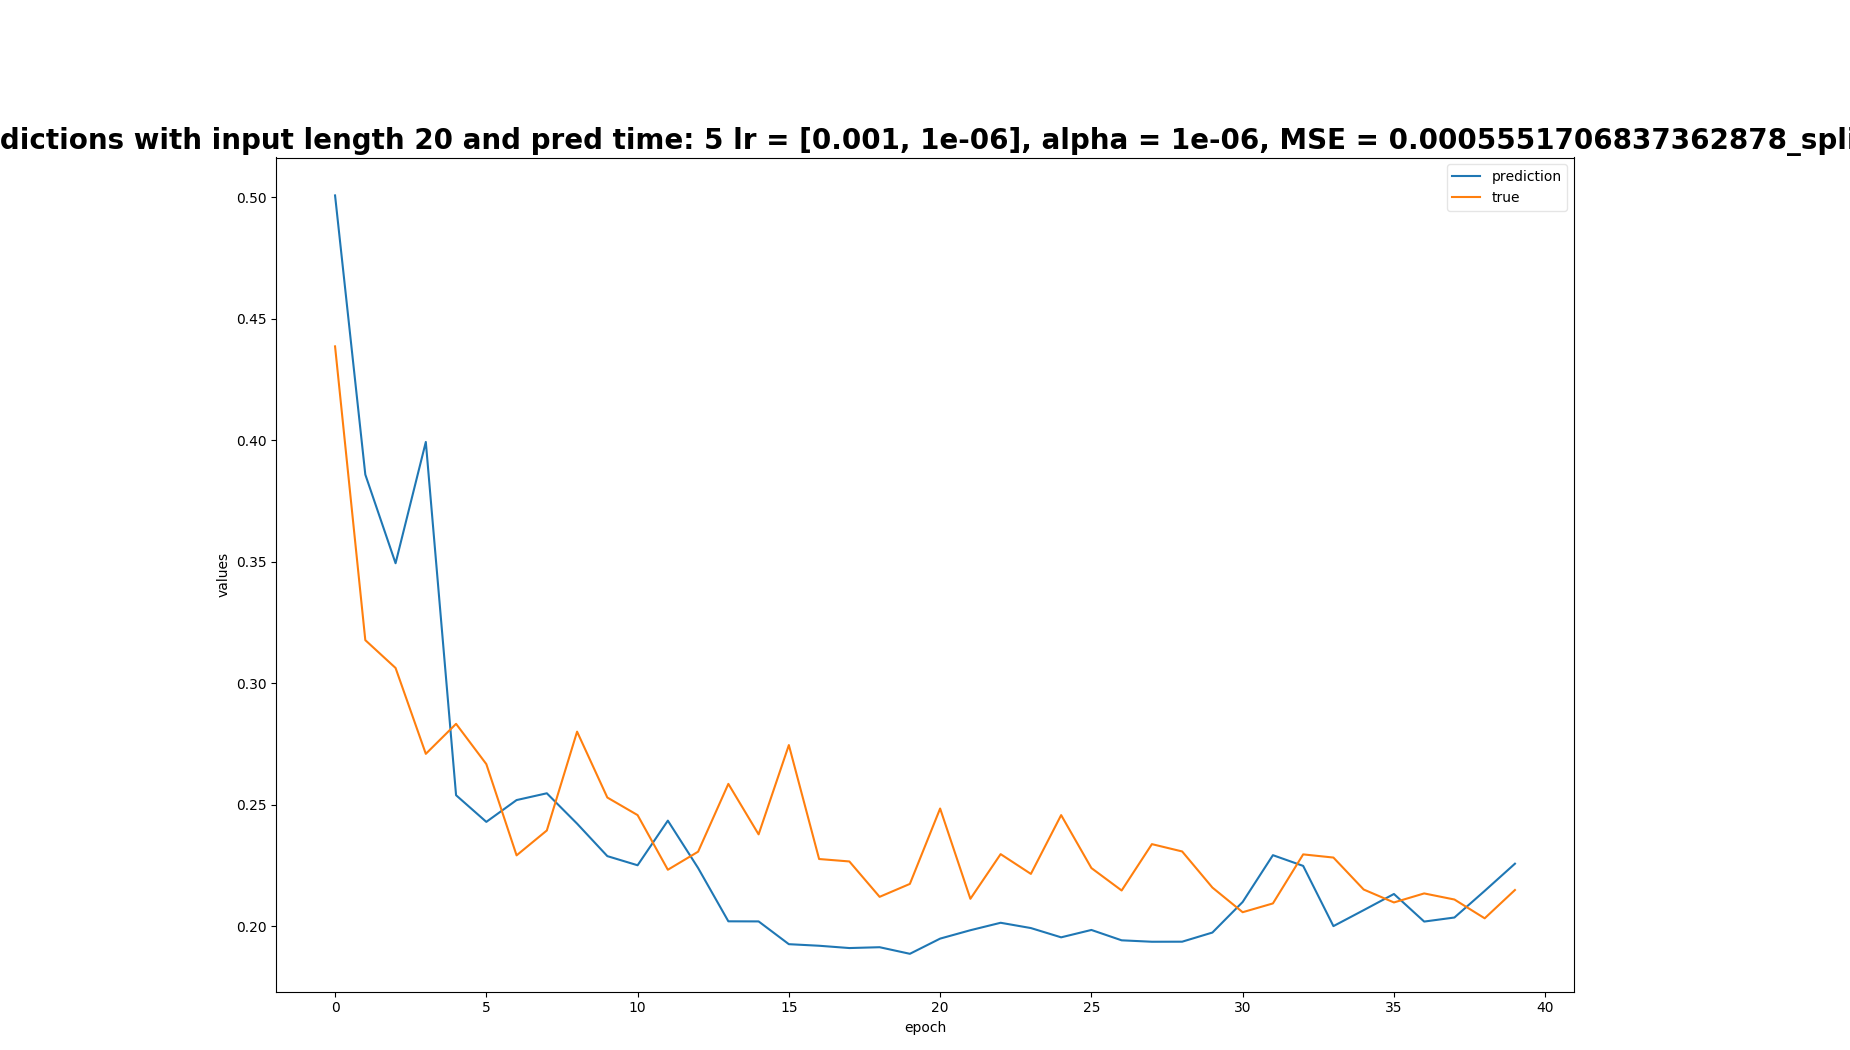 dictions with input length 20 and pred time: 5 lr = [0.001, 1e-06], alpha = 1e-06, MSE = 0.0005551706837362878_spli
prediction
true
0.50
0.45
0.40
0.35
0.30
0.25
0.20
values
0 5 10 15 20 25 30 35 40
epoch